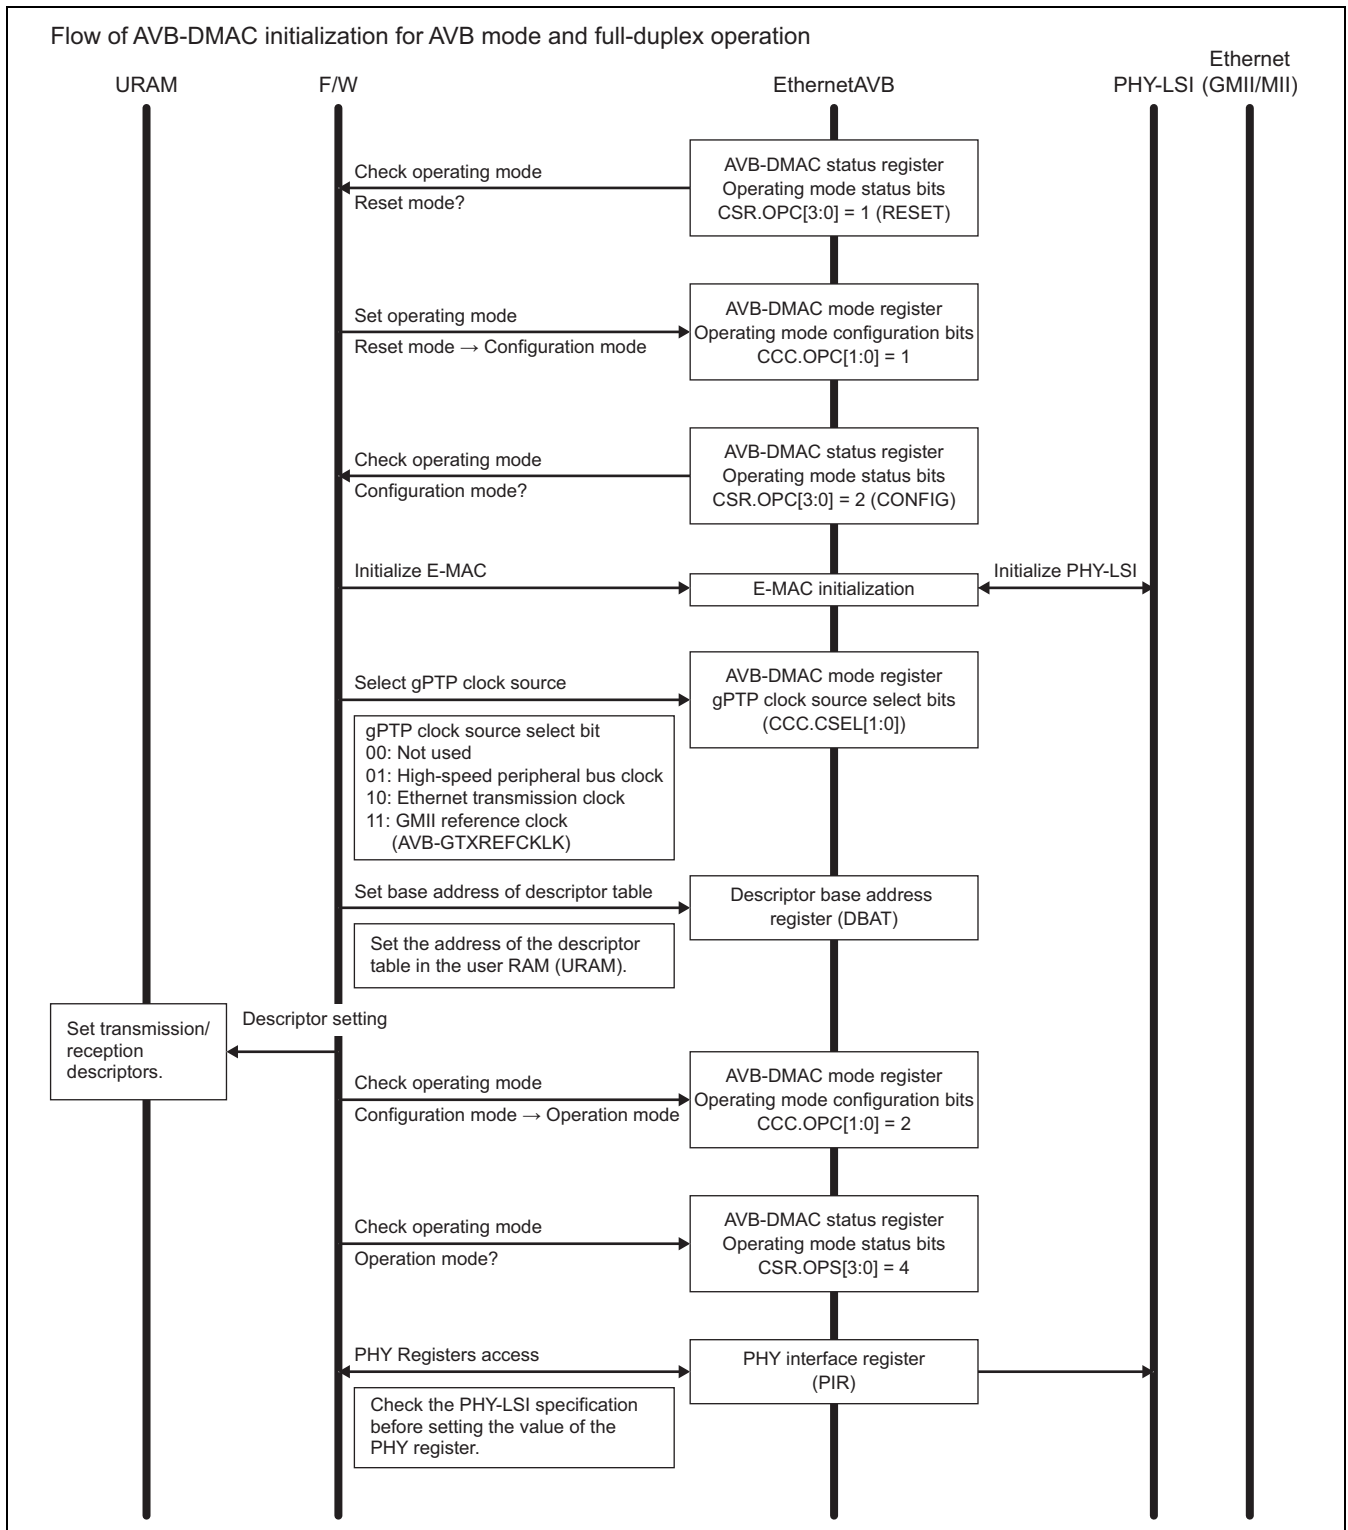 Flow of AVB-DMAC initialization for AVB mode and full-duplex operation
URAM
F/W
EthernetAVB
PHY-LSI
Ethernet
(GMII/MII)
Check operating mode
Reset mode?
AVB-DMAC status register
Operating mode status bits
CSR.OPC[3:0] = 1 (RESET)
Set operating mode
Reset mode → Configuration mode
AVB-DMAC mode register
Operating mode configuration bits
CCC.OPC[1:0] = 1
Check operating mode
Configuration mode?
AVB-DMAC status register
Operating mode status bits
CSR.OPC[3:0] = 2 (CONFIG)
Initialize E-MAC
E-MAC initialization
Initialize PHY-LSI
Select gPTP clock source
AVB-DMAC mode register
gPTP clock source select bits
(CCC.CSEL[1:0])
gPTP clock source select bit
00: Not used
01: High-speed peripheral bus clock
10: Ethernet transmission clock
11: GMII reference clock
(AVB-GTXREFCKLK)
Set base address of descriptor table
Descriptor base address
register (DBAT)
Set the address of the descriptor
table in the user RAM (URAM).
Set transmission/
reception
descriptors.
Descriptor setting
Check operating mode
Configuration mode → Operation mode
AVB-DMAC mode register
Operating mode configuration bits
CCC.OPC[1:0] = 2
Check operating mode
Operation mode?
AVB-DMAC status register
Operating mode status bits
CSR.OPS[3:0] = 4
PHY Registers access
PHY interface register
(PIR)
Check the PHY-LSI specification
before setting the value of the
PHY register.